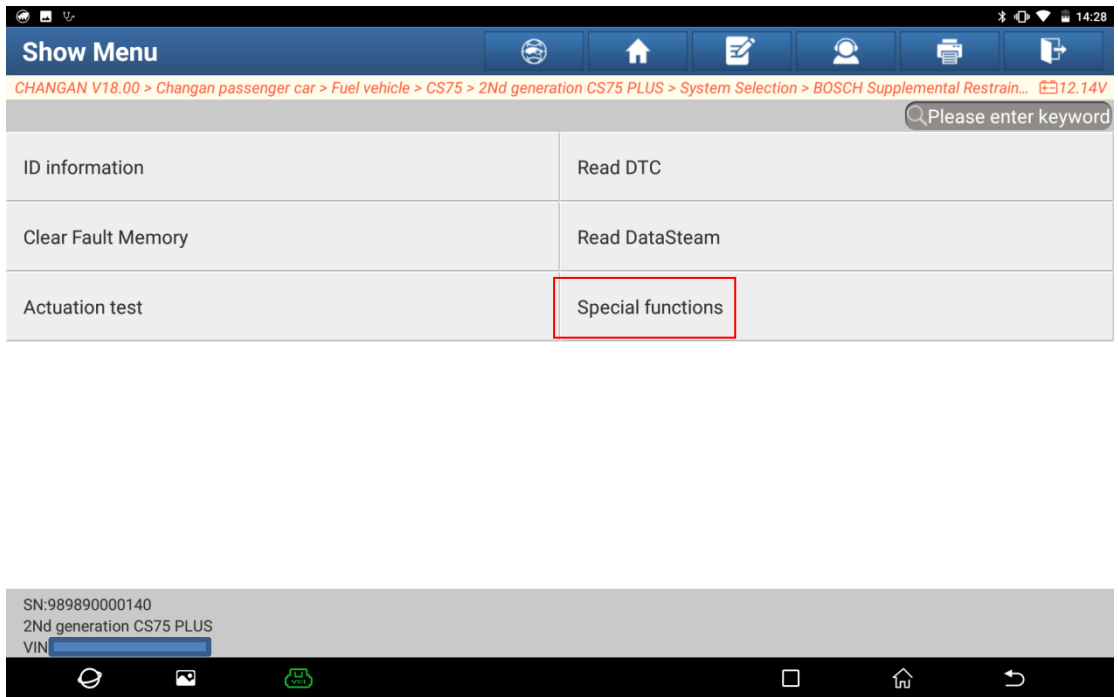 14:28
Show Menu
CHANGAN V18.00 > Changan passenger car > Fuel vehicle > CS75 > 2Nd generation CS75 PLUS > System Selection > BOSCH Supplemental Restrain... 12.14V
Please enter keyword
ID information
Read DTC
Clear Fault Memory
Read DataSteam
Actuation test
Special functions
SN:989890000140
2Nd generation CS75 PLUS
VIN
VCI